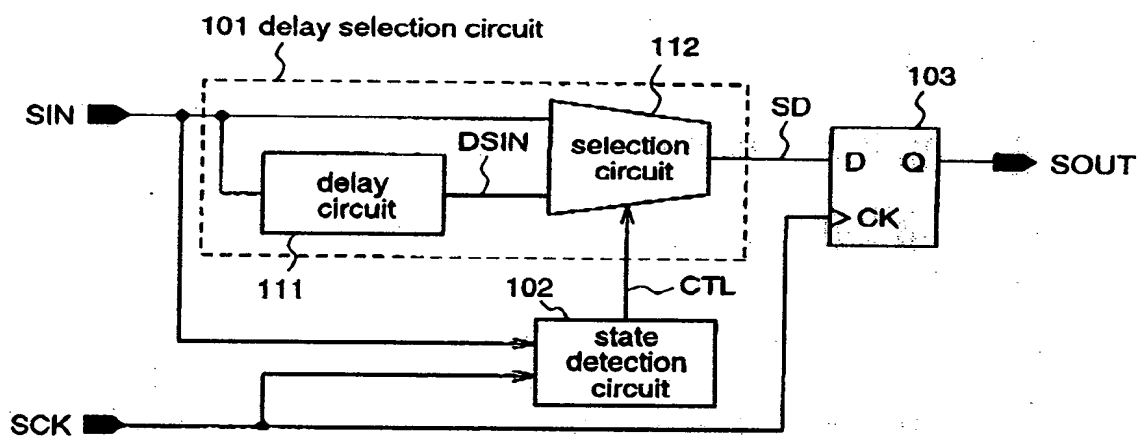 101 delay selection circuit
112
103
SIN
SD
DSIN
selection
circuit
D Q
SOUT
delay
circuit
CK
111
102
CTL
state
detection
circuit
SCK